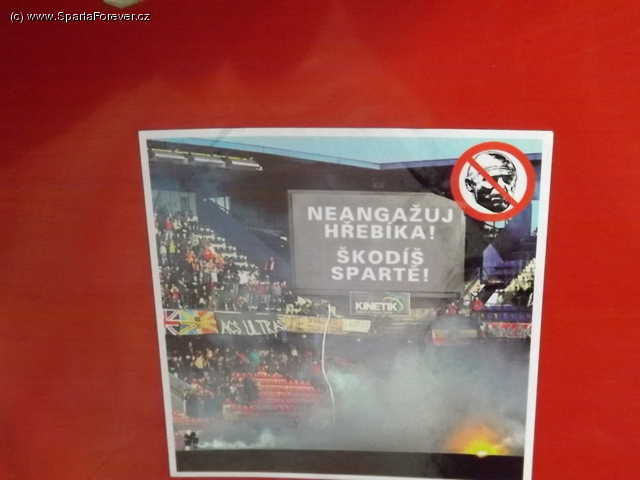 (c) www.SpartaForever.cz
NEANGAŽUJ
HŘEBÍKA!
ŠKODÍŠ
SPARTĚ!
KINETIK
ACS ULTRAS